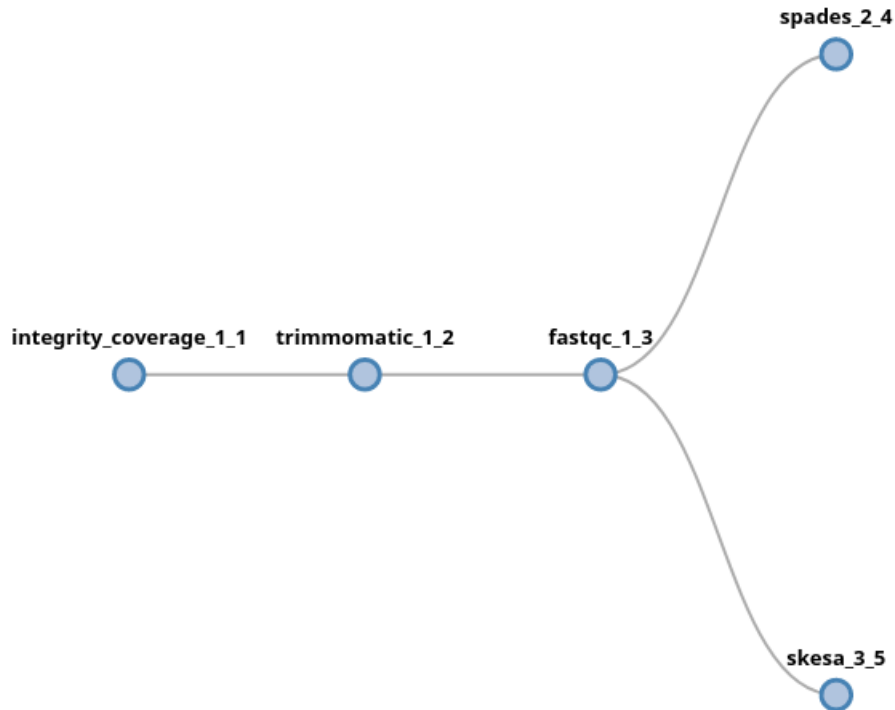 spades_2_4
integrity_coverage_1_1
trimmomatic_1_2
fastqc_1_3
skesa_3_5